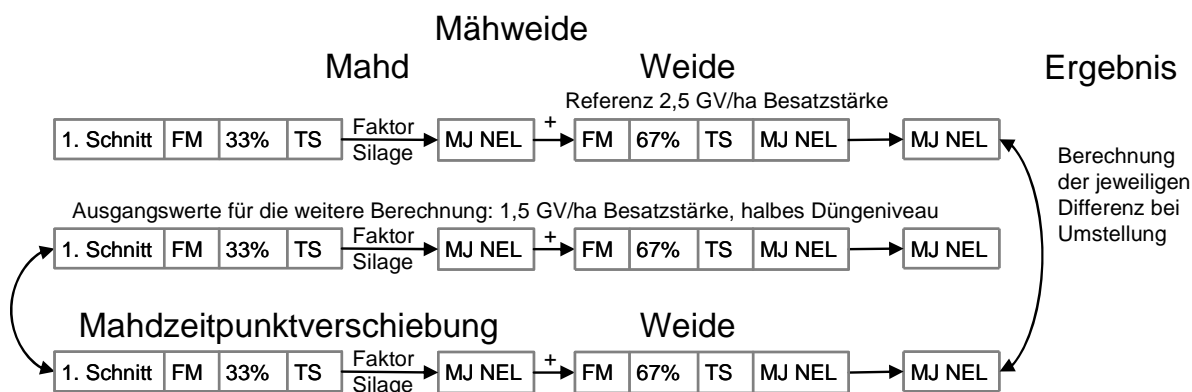 Mähweide
Mahd Weide Ergebnis
Referenz 2,5 GV/ha Besatzstärke
1. Schnitt FM 33% TS Faktor Silage MJ NEL + FM 67% TS MJ NEL MJ NEL
Berechnung
der jeweiligen
Differenz bei
Umstellung
Ausgangswerte für die weitere Berechnung: 1,5 GV/ha Besatzstärke, halbes Düngeniveau
1. Schnitt FM 33% TS Faktor Silage MJ NEL + FM 67% TS MJ NEL MJ NEL
Mahdzeitpunktverschiebung Weide
1. Schnitt FM 33% TS Faktor Silage MJ NEL + FM 67% TS MJ NEL MJ NEL